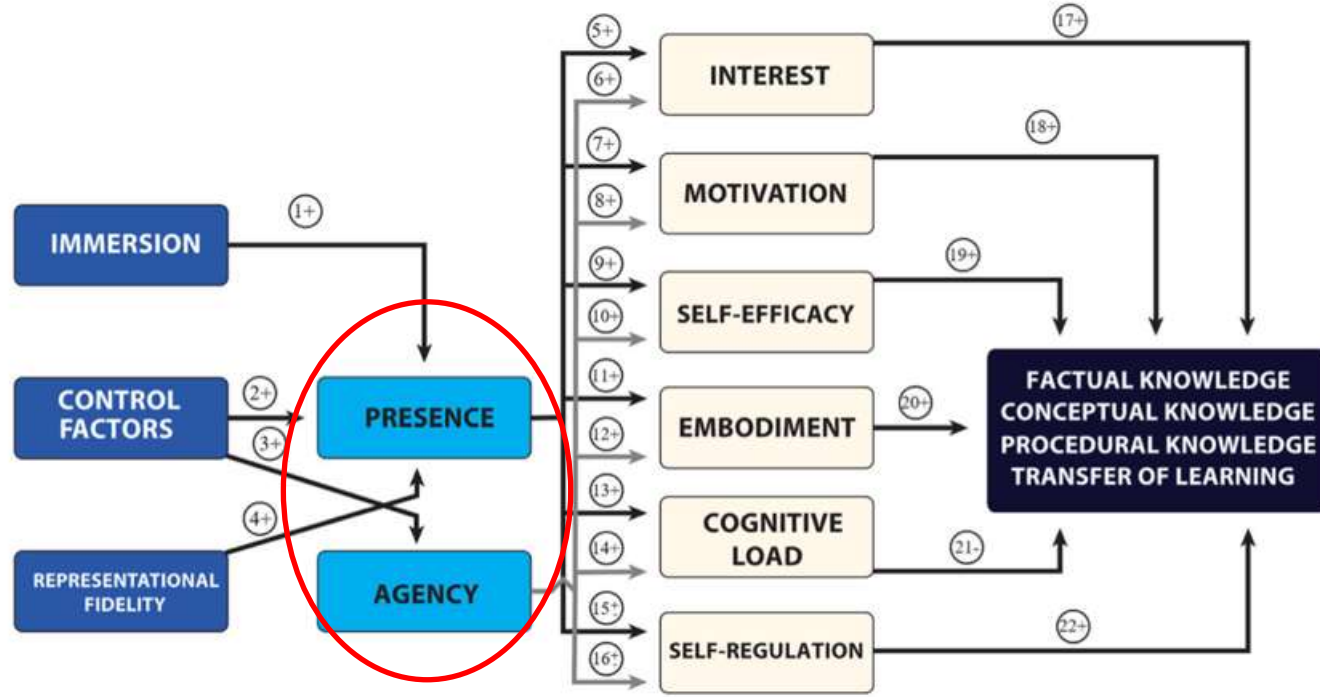 17+
5+
INTEREST
6+
18+
7+
MOTIVATION
8+
1+
IMMERSION
9+
19+
SELF-EFFICACY
10+
FACTUAL KNOWLEDGE
CONCEPTUAL KNOWLEDGE
PROCEDURAL KNOWLEDGE
TRANSFER OF LEARNING
2+
CONTROL
FACTORS
3+
PRESENCE
11+
20+
EMBODIMENT
12+
13+
COGNITIVE
LOAD
14+
21-
4+
REPRESENTATIONAL
FIDELITY
AGENCY
15±
22+
SELF-REGULATION
16±